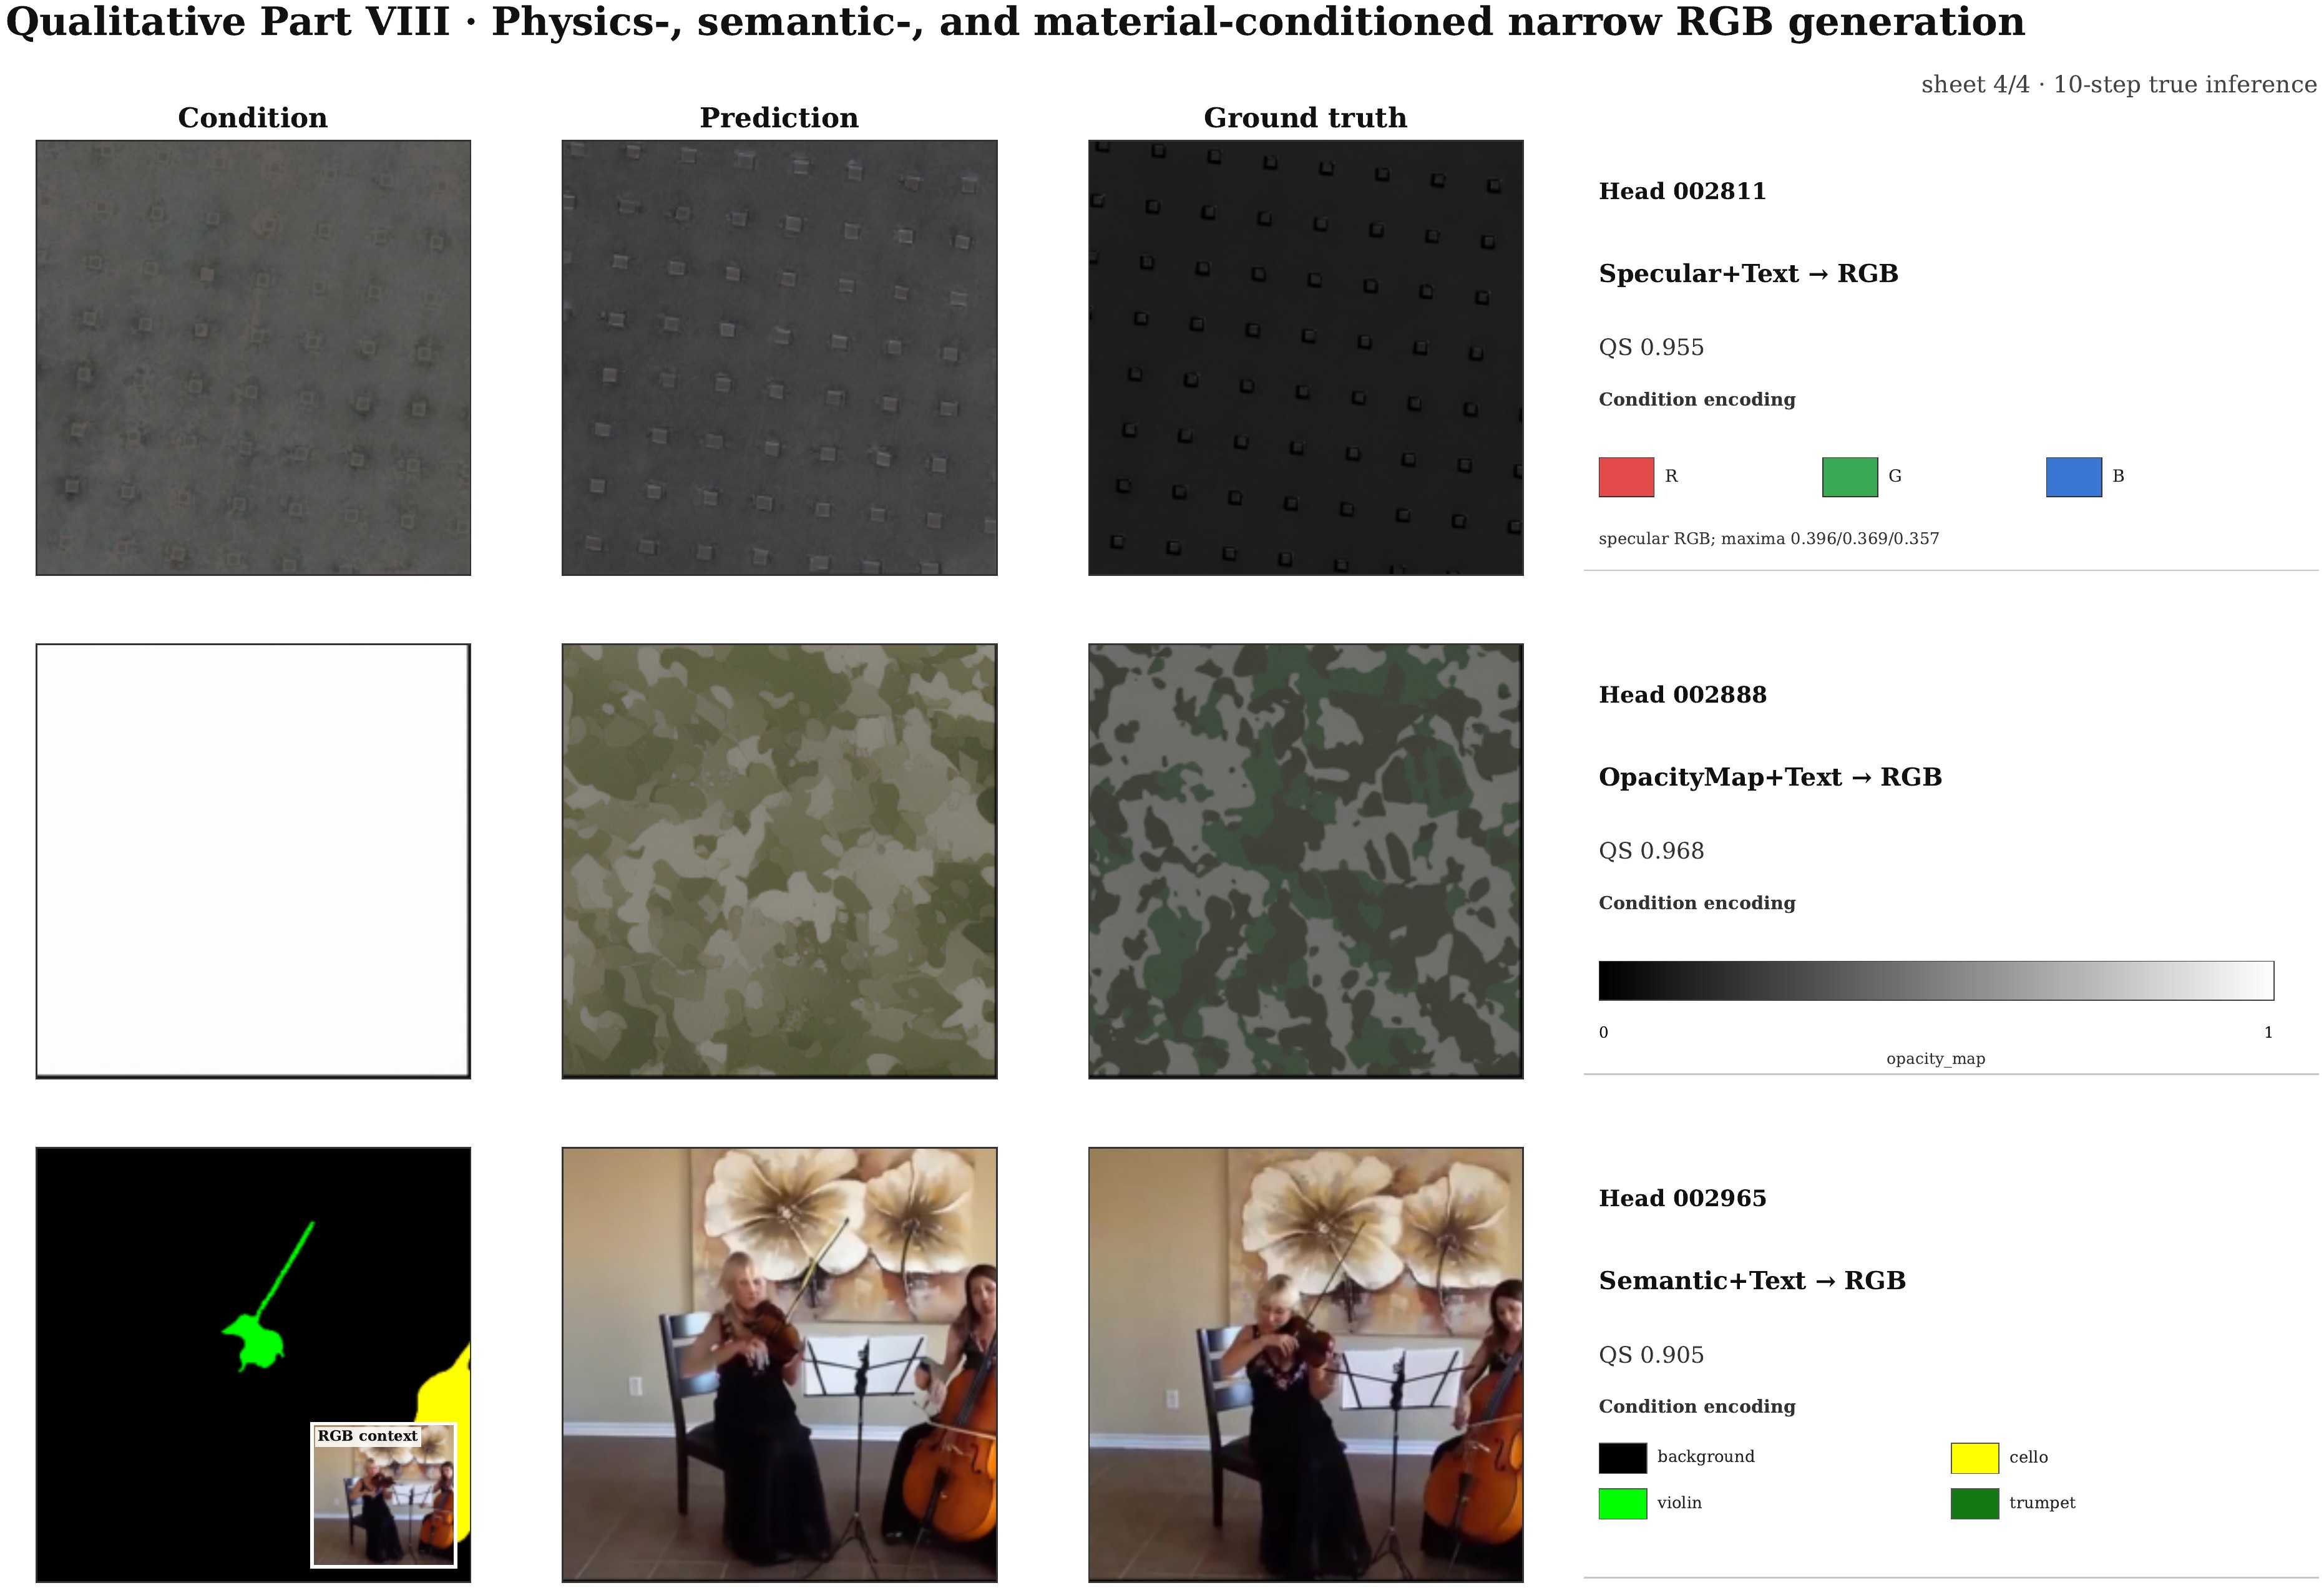 Qualitative Part VIII · Physics-, semantic-, and material-conditioned narrow RGB generation
sheet 4/4 · 10-step true inference
Condition
Prediction
Ground truth
Head 002811
Specular+Text → RGB
QS 0.955
Condition encoding
R
G
B
specular RGB; maxima 0.396/0.369/0.357
Head 002888
OpacityMap+Text → RGB
QS 0.968
Condition encoding
0
1
opacity_map
RGB context
Head 002965
Semantic+Text → RGB
QS 0.905
Condition encoding
background
cello
violin
trumpet